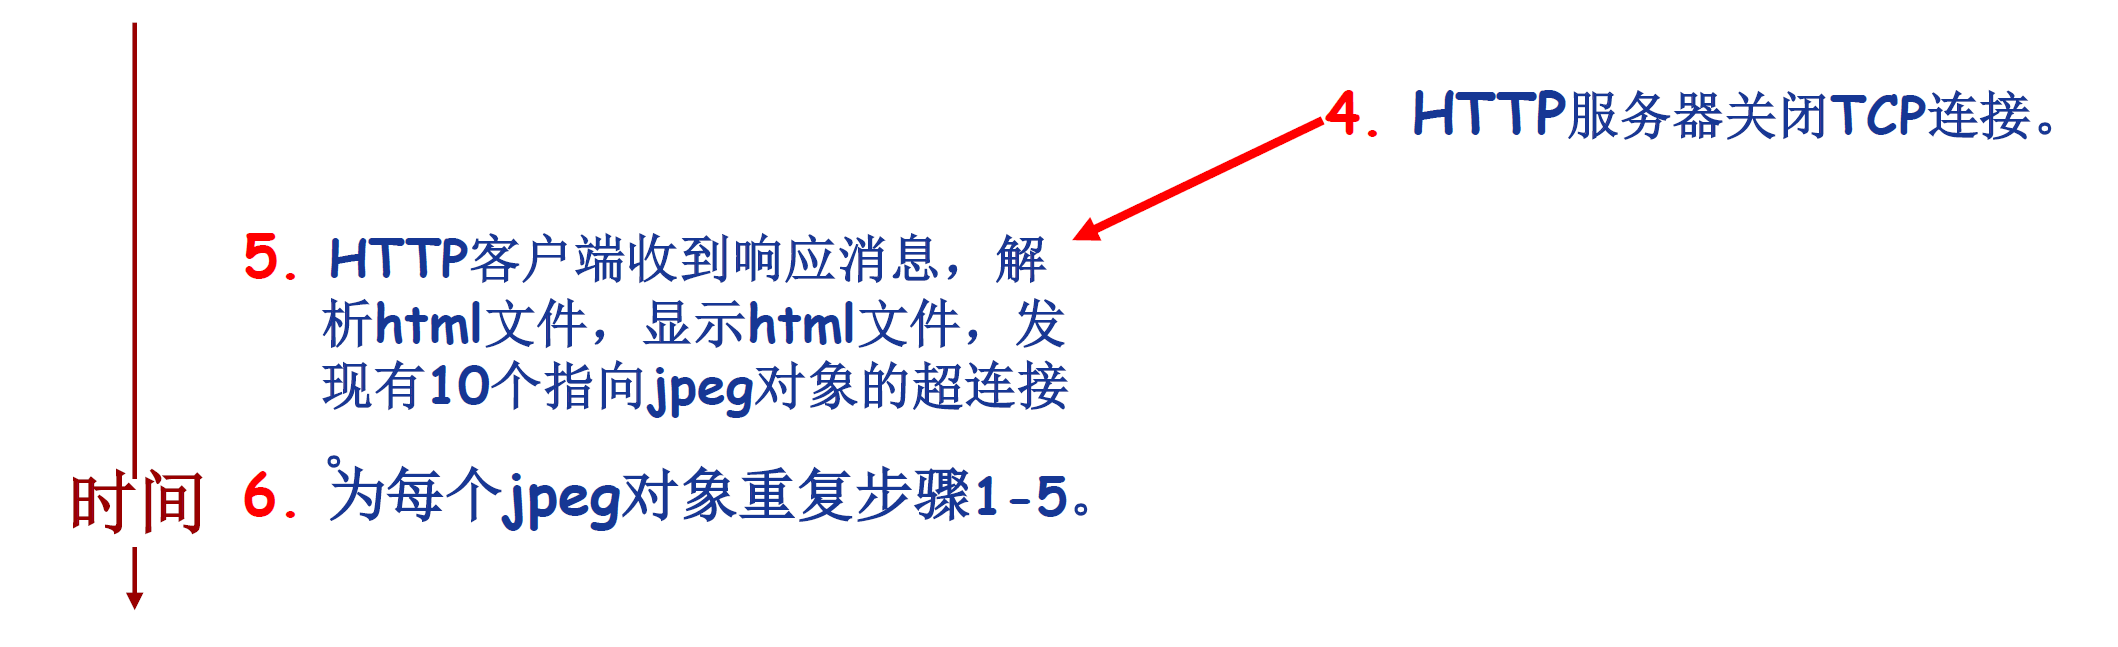 4. HTTP服务器关闭TCP连接。
5. HTTP客户端收到响应消息，解
析html文件，显示html文件，发
现有10个指向jpeg对象的超连接
。
时间
6. 为每个jpeg对象重复步骤1-5。